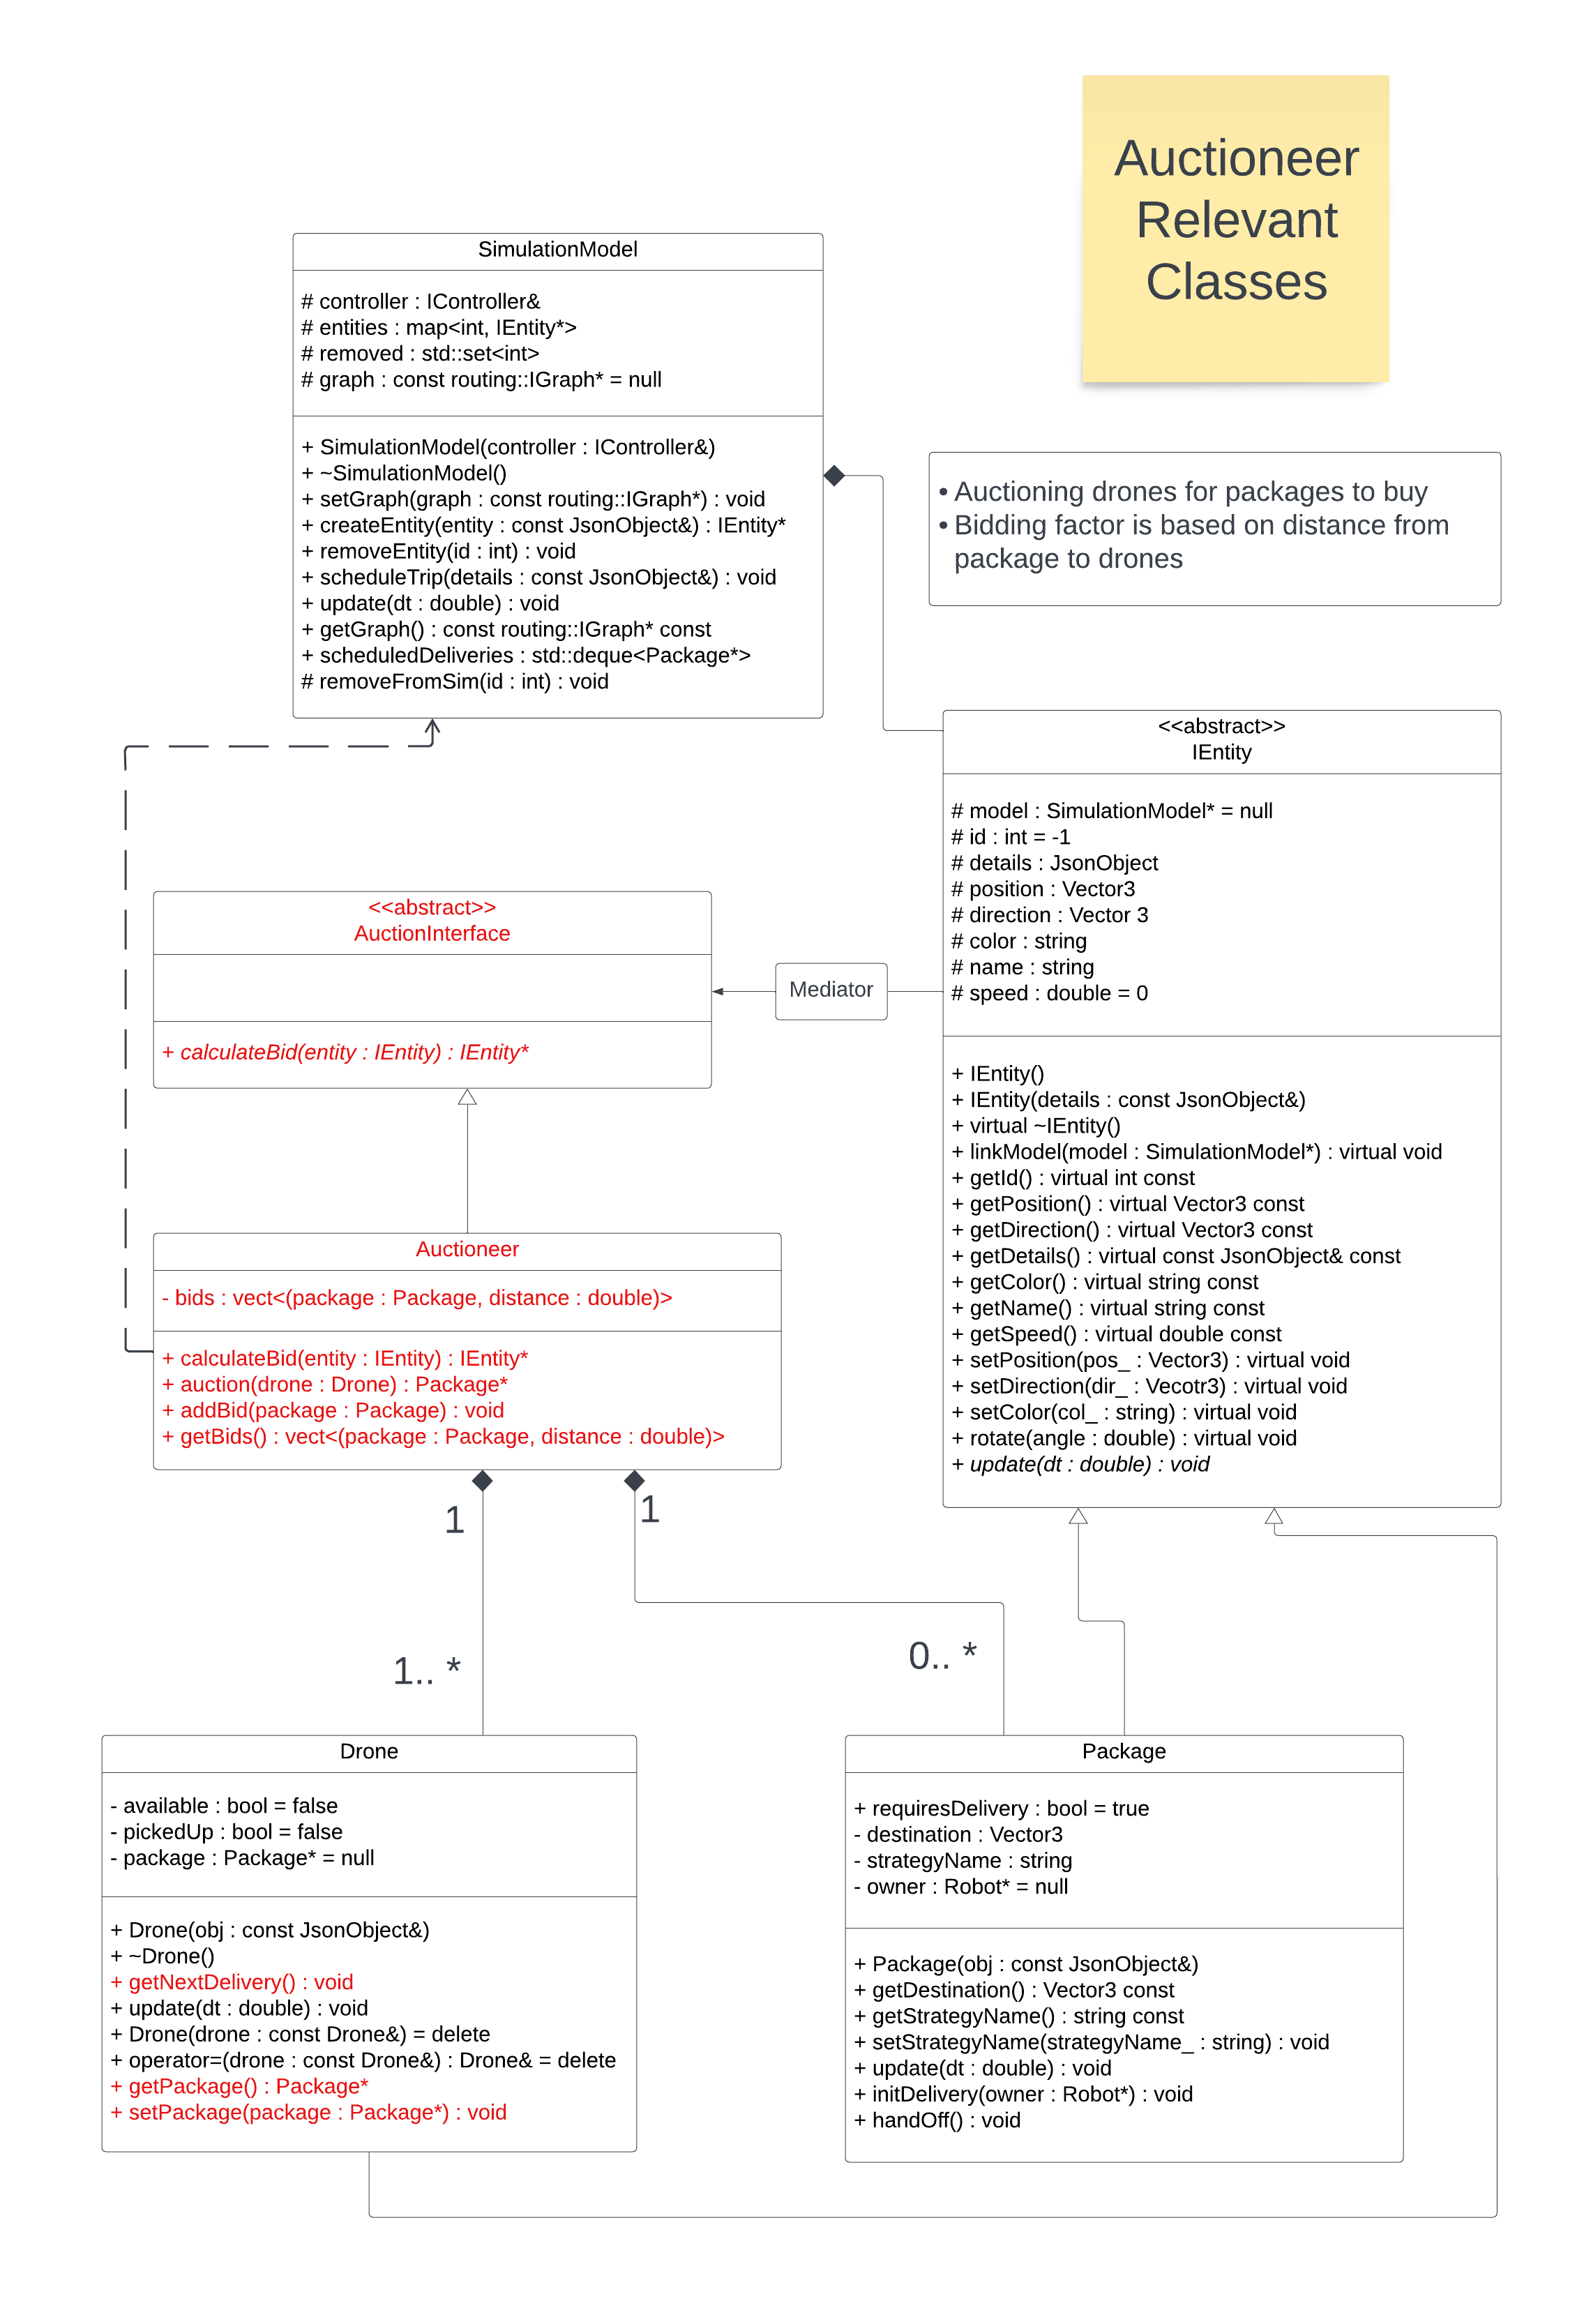 Auctioneer
Relevant
Classes
SimulationModel
# controller : IController&
# entities : map<int, IEntity*>
# removed : std::set<int>
# graph : const routing::IGraph* = null
+ SimulationModel(controller : IController&)
+ ~SimulationModel()
+ setGraph(graph : const routing::IGraph*) : void
+ createEntity(entity : const JsonObject&) : IEntity*
+ removeEntity(id : int) : void
+ scheduleTrip(details : const JsonObject&) : void
+ update(dt : double) : void
+ getGraph() : const routing::IGraph* const
+ scheduledDeliveries : std::deque<Package*>
# removeFromSim(id : int) : void
• Auctioning drones for packages to buy
• Bidding factor is based on distance from
package to drones
<<abstract>>
IEntity
# model : SimulationModel* = null
# id : int = -1
# details : JsonObject
# position : Vector3
# direction : Vector 3
# color : string
# name : string
# speed : double = 0
+ IEntity()
+ IEntity(details : const JsonObject&)
+ virtual ~IEntity()
+ linkModel(model : SimulationModel*) : virtual void
+ getId() : virtual int const
+ getPosition() : virtual Vector3 const
+ getDirection() : virtual Vector3 const
+ getDetails() : virtual const JsonObject& const
+ getColor() : virtual string const
+ getName() : virtual string const
+ getSpeed() : virtual double const
+ setPosition(pos_ : Vector3) : virtual void
+ setDirection(dir_ : Vecotr3) : virtual void
+ setColor(col_ : string) : virtual void
+ rotate(angle : double) : virtual void
+ update(dt : double) : void
<<abstract>>
AuctionInterface
+ calculateBid(entity : IEntity) : IEntity*
Mediator
Auctioneer
- bids : vect<(package : Package, distance : double)>
+ calculateBid(entity : IEntity) : IEntity*
+ auction(drone : Drone) : Package*
+ addBid(package : Package) : void
+ getBids() : vect<(package : Package, distance : double)>
1
1
1.. *
0.. *
Drone
- available : bool = false
- pickedUp : bool = false
- package : Package* = null
+ Drone(obj : const JsonObject&)
+ ~Drone()
+ getNextDelivery() : void
+ update(dt : double) : void
+ Drone(drone : const Drone&) = delete
+ operator=(drone : const Drone&) : Drone& = delete
+ getPackage() : Package*
+ setPackage(package : Package*) : void
Package
+ requiresDelivery : bool = true
- destination : Vector3
- strategyName : string
- owner : Robot* = null
+ Package(obj : const JsonObject&)
+ getDestination() : Vector3 const
+ getStrategyName() : string const
+ setStrategyName(strategyName_ : string) : void
+ update(dt : double) : void
+ initDelivery(owner : Robot*) : void
+ handOff() : void